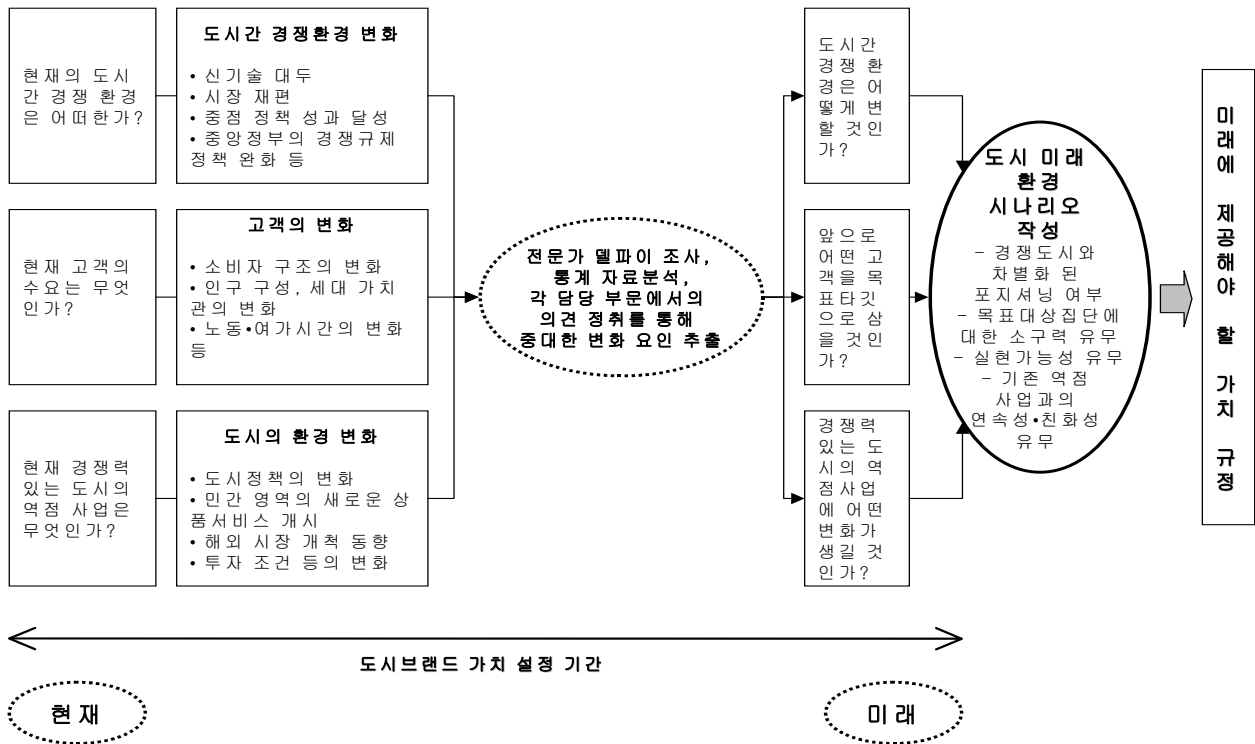 현재의 도시
간 경쟁 환경
은 어떠한가?
도시간 경쟁환경 변화
• 신기술 대두
• 시장 재편
• 중점 정책 성과 달성
• 중앙정부의 경쟁규제
정책 완화 등
현재 고객의
수요는 무엇
인가?
고객의 변화
• 소비자 구조의 변화
• 인구 구성, 세대 가치
관의 변화
• 노동•여가시간의 변화
등
현재 경쟁력
있는 도시의
역점 사업은
무엇인가?
도시의 환경 변화
• 도시정책의 변화
• 민간 영역의 새로운 상
품서비스 개시
• 해외 시장 개척 동향
• 투자 조건 등의 변화
전문가 델파이 조사,
통계 자료분석,
각 담당 부문에서의
의견 정취를 통해
중대한 변화 요인 추출
도시간
경쟁 환
경은 어
떻게 변
할 것인
가?
앞으로
어떤 고
객을 목
표타깃
으로 삼
을 것인
가?
경쟁력
있는 도
시의 역
점사업
에 어떤
변화가
생길 것
인가?
도시 미래
환경
시나리오
작성
- 경쟁도시와
차별화 된
포지셔닝 여부
- 목표대상집단에
대한 소구력 유무
- 실현가능성 유무
- 기존 역점
사업과의
연속성•친화성
유무
미래에 제공해야 할 가치 규정
도시브랜드 가치 설정 기간
현재
미래